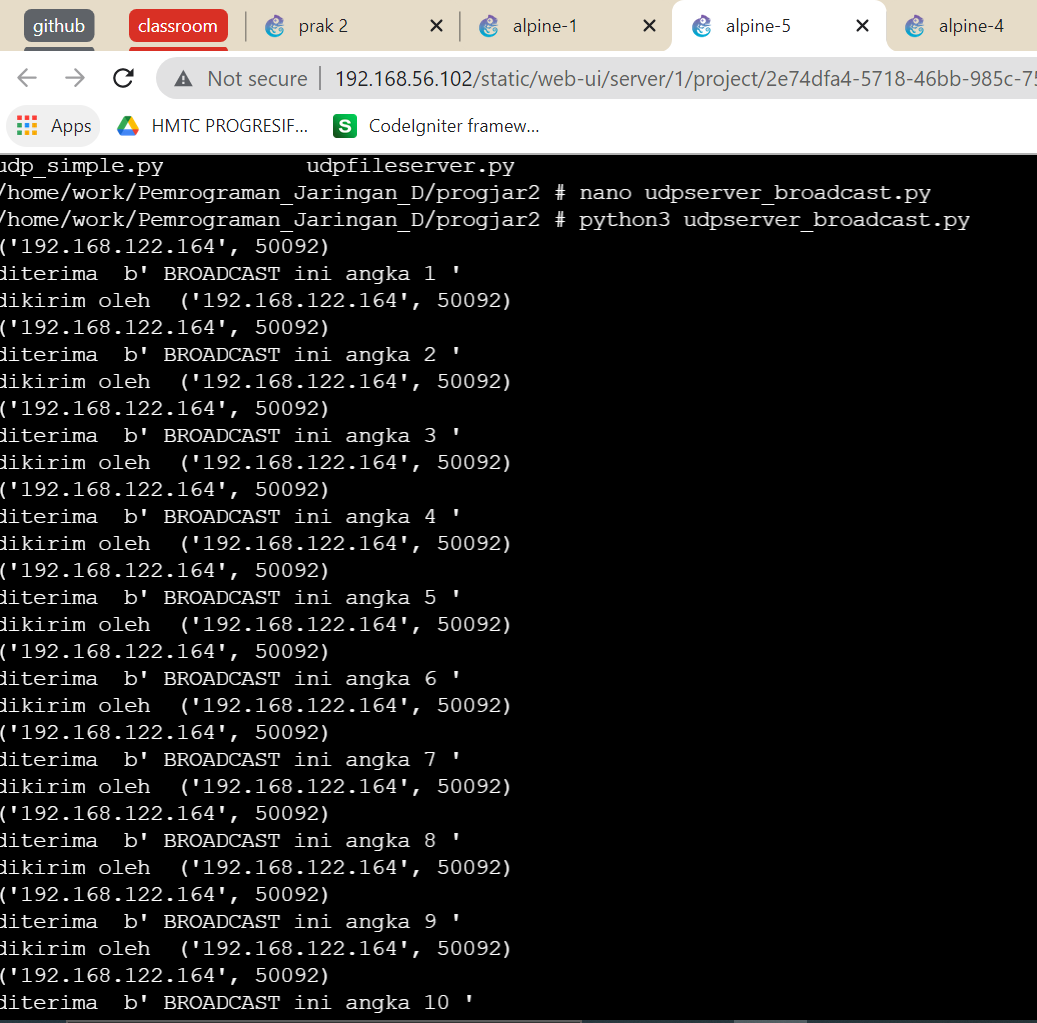 github classroom prak 2 alpine-1 alpine-5 alpine-4
Not secure 192.168.56.102/static/web-ui/server/1/project/2e74dfa4-5718-46bb-985c-75
Apps HMTC PROGRESIF... S CodeIgniter framew...
udp_simple.py udpfileserver.py
/home/work/Pemrograman_Jaringan_D/progjar2 # nano udpserver_broadcast.py
/home/work/Pemrograman_Jaringan_D/progjar2 # python3 udpserver_broadcast.py
('192.168.122.164', 50092)
diterima  b' BROADCAST ini angka 1 '
dikirim oleh  ('192.168.122.164', 50092)
('192.168.122.164', 50092)
diterima  b' BROADCAST ini angka 2 '
dikirim oleh  ('192.168.122.164', 50092)
('192.168.122.164', 50092)
diterima  b' BROADCAST ini angka 3 '
dikirim oleh  ('192.168.122.164', 50092)
('192.168.122.164', 50092)
diterima  b' BROADCAST ini angka 4 '
dikirim oleh  ('192.168.122.164', 50092)
('192.168.122.164', 50092)
diterima  b' BROADCAST ini angka 5 '
dikirim oleh  ('192.168.122.164', 50092)
('192.168.122.164', 50092)
diterima  b' BROADCAST ini angka 6 '
dikirim oleh  ('192.168.122.164', 50092)
('192.168.122.164', 50092)
diterima  b' BROADCAST ini angka 7 '
dikirim oleh  ('192.168.122.164', 50092)
('192.168.122.164', 50092)
diterima  b' BROADCAST ini angka 8 '
dikirim oleh  ('192.168.122.164', 50092)
('192.168.122.164', 50092)
diterima  b' BROADCAST ini angka 9 '
dikirim oleh  ('192.168.122.164', 50092)
('192.168.122.164', 50092)
diterima  b' BROADCAST ini angka 10 '